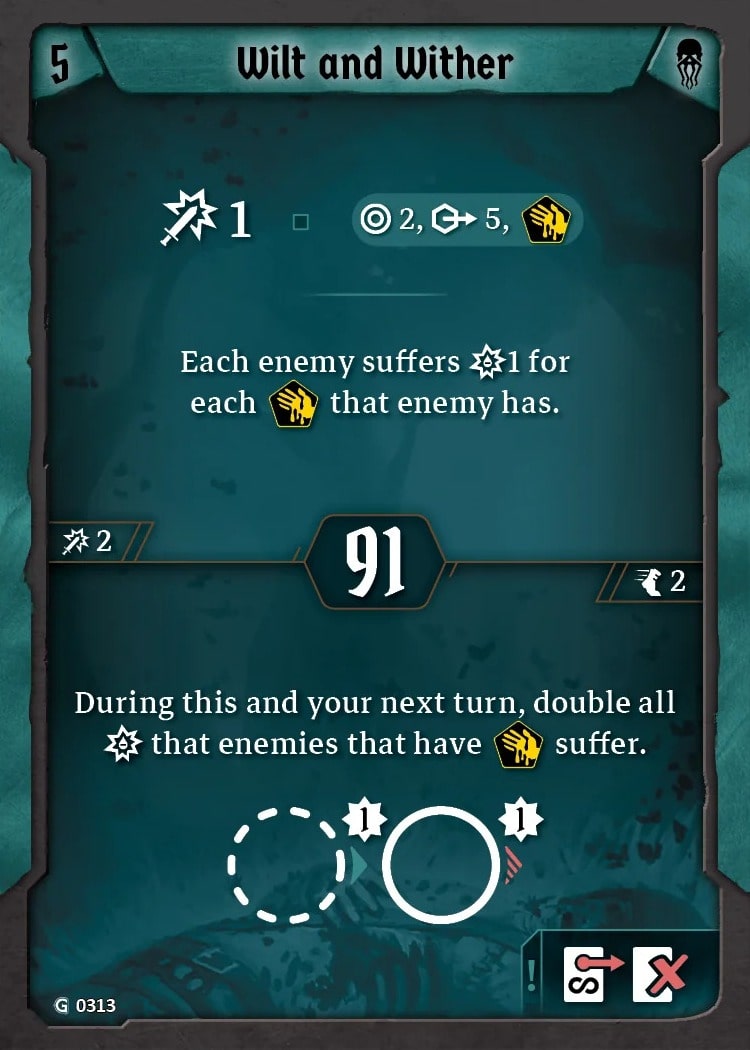 5
Wilt and Wither
1
2, 5,
Each enemy suffers 1 for
each that enemy has.
2
91
2
During this and your next turn, double all
that enemies that have suffer.
1 1
!
G 0313